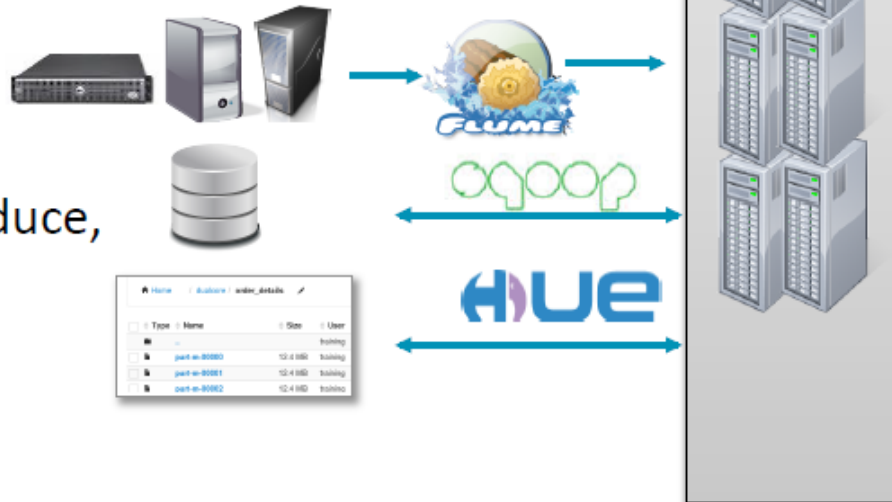 FLUME
sqoop
duce,
HUE
Home / dualcore / order_details
Type Name Size User
.. training
part-m-00000 12.4 MB training
part-m-00001 12.4 MB training
part-m-00002 12.4 MB training